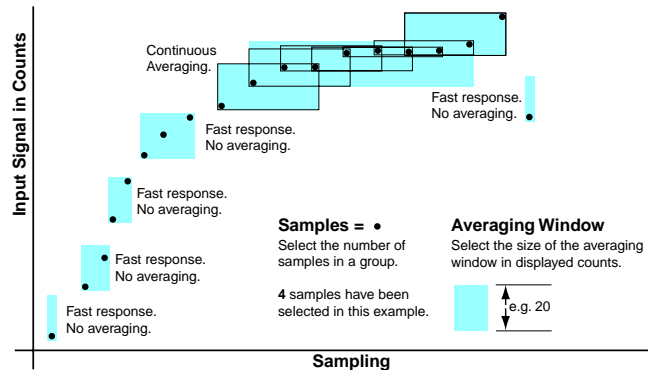 Input Signal in Counts
Continuous
Averaging.
Fast response.
No averaging.
Fast response.
No averaging.
Fast response.
No averaging.
Fast response.
No averaging.
Fast response.
No averaging.
Samples = •
Select the number of
samples in a group.
4 samples have been
selected in this example.
Averaging Window
Select the size of the averaging
window in displayed counts.
e.g. 20
Sampling